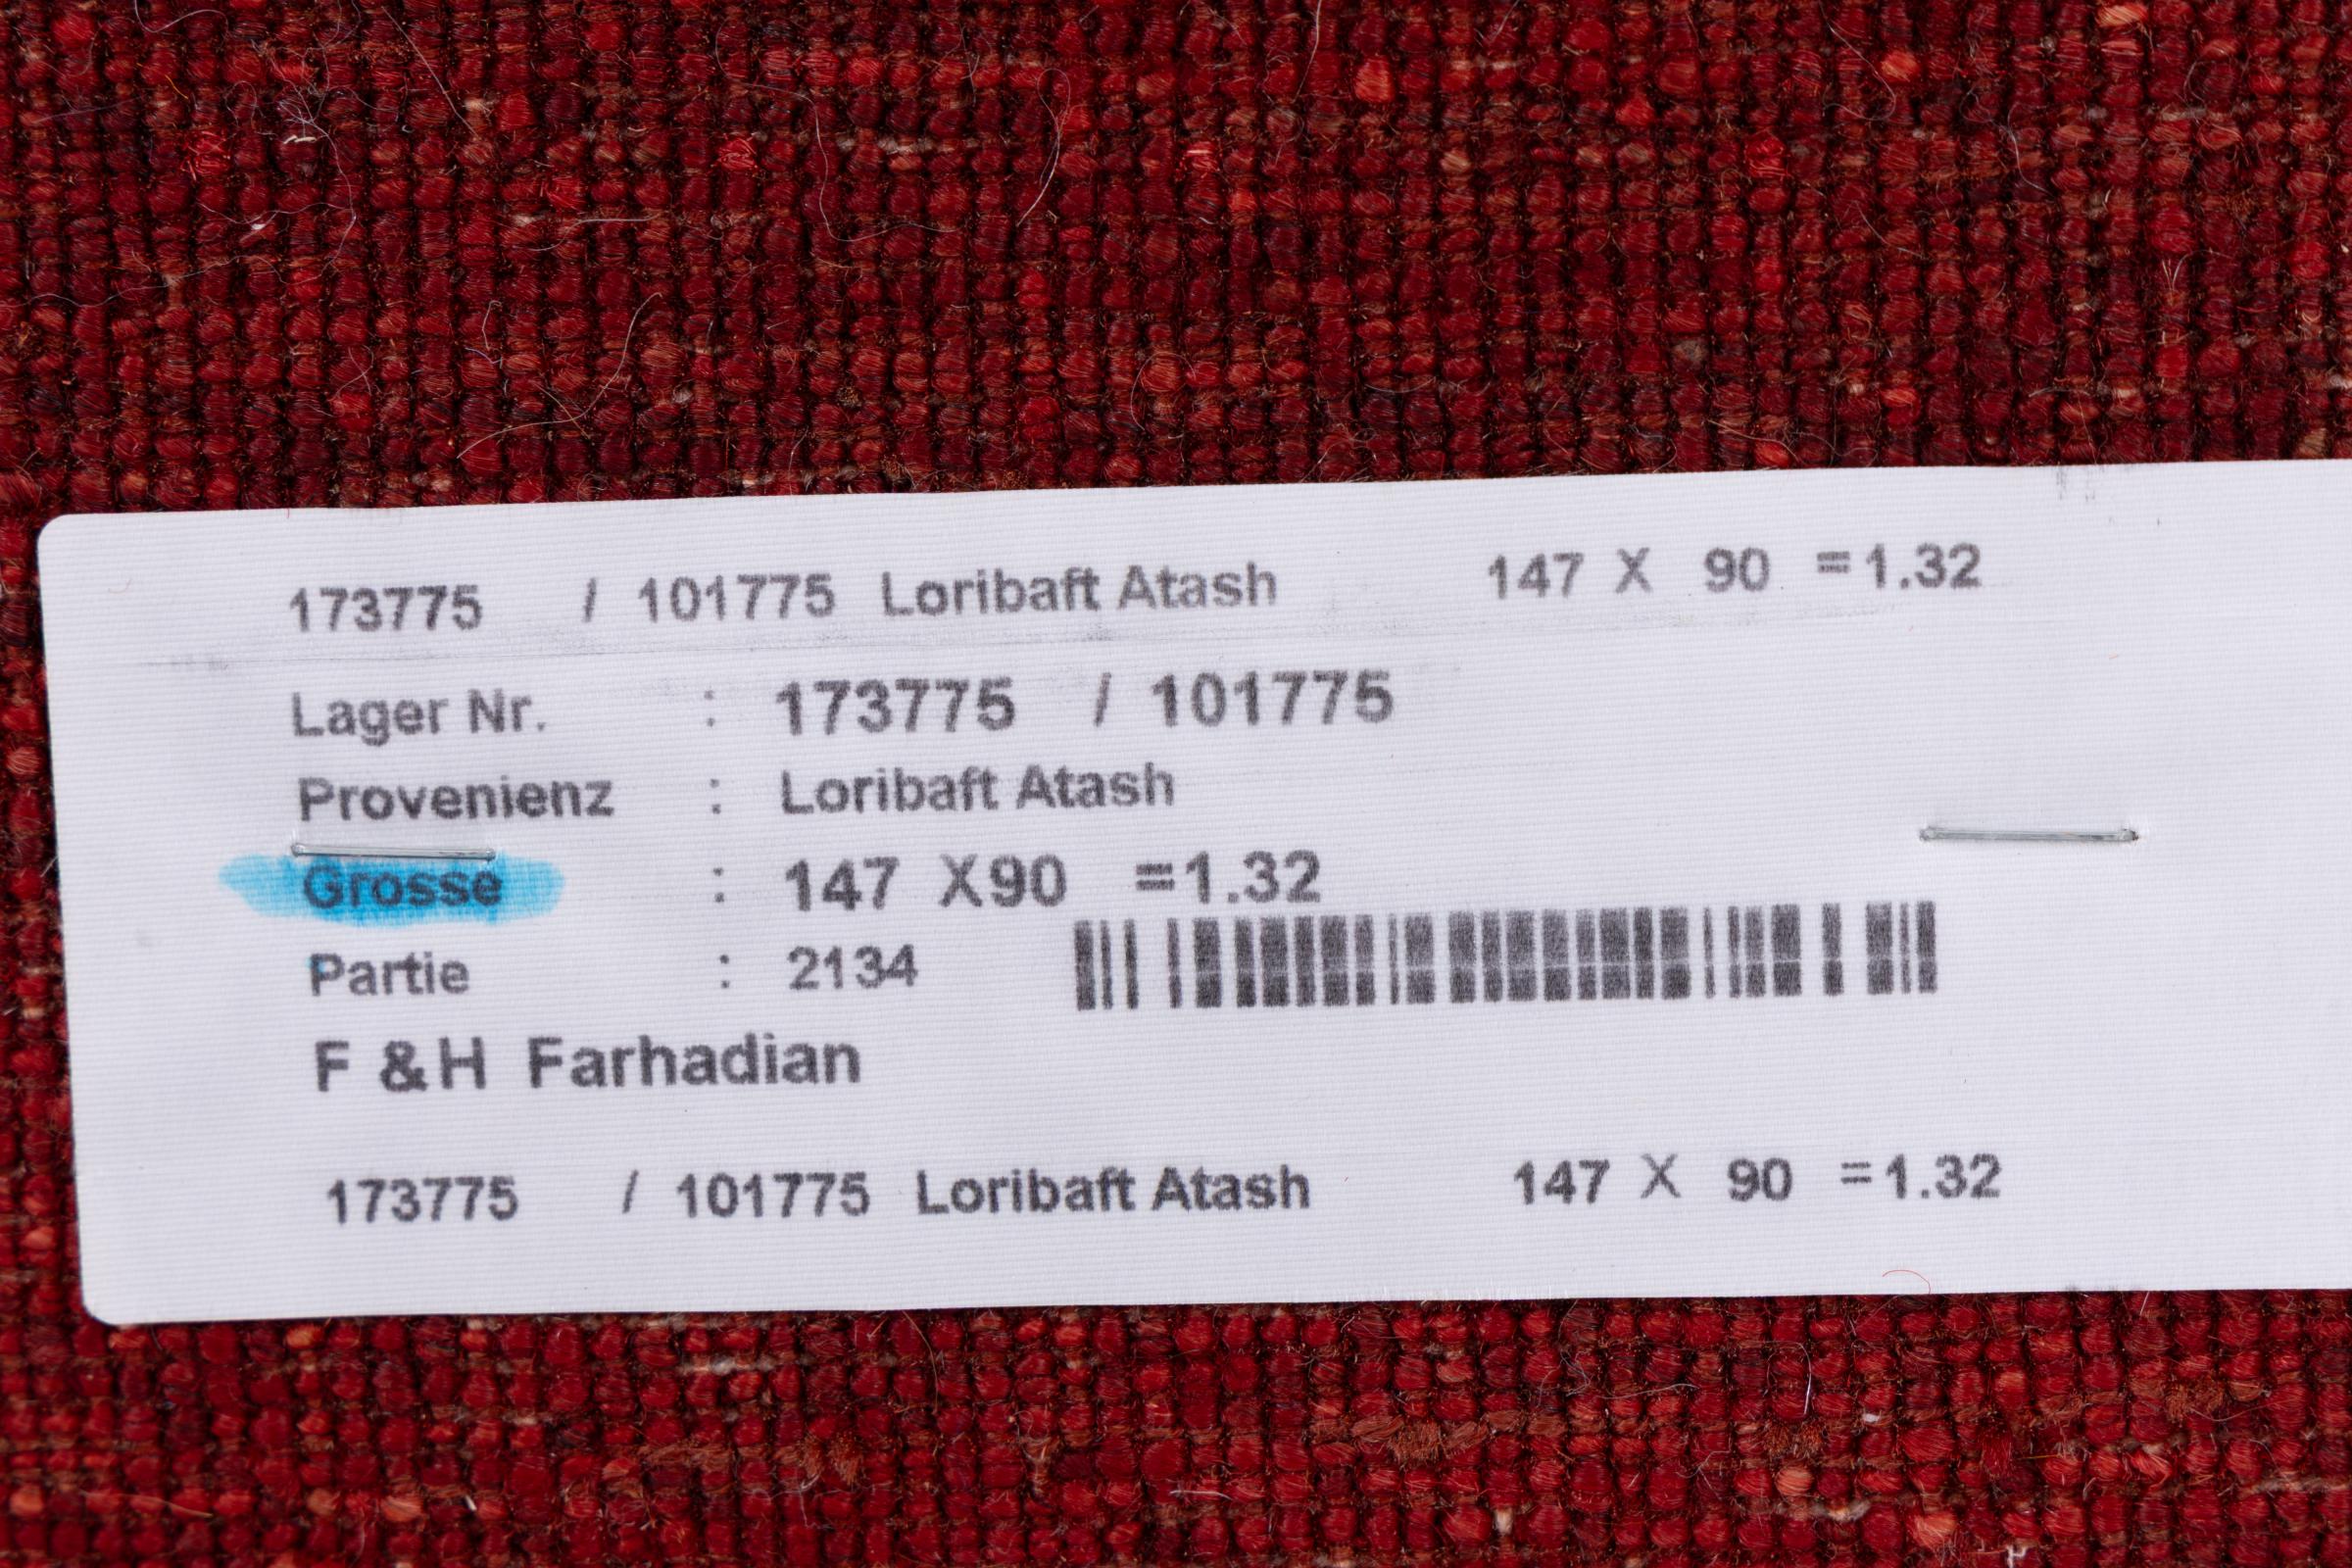 173775 / 101775 Loribaft Atash 147 X 90 =1.32
Lager Nr. : 173775 / 101775
Provenienz : Loribaft Atash
Grosse : 147 X90 =1.32
Partie : 2134
F &H Farhadian
173775 / 101775 Loribaft Atash 147 X 90 =1.32